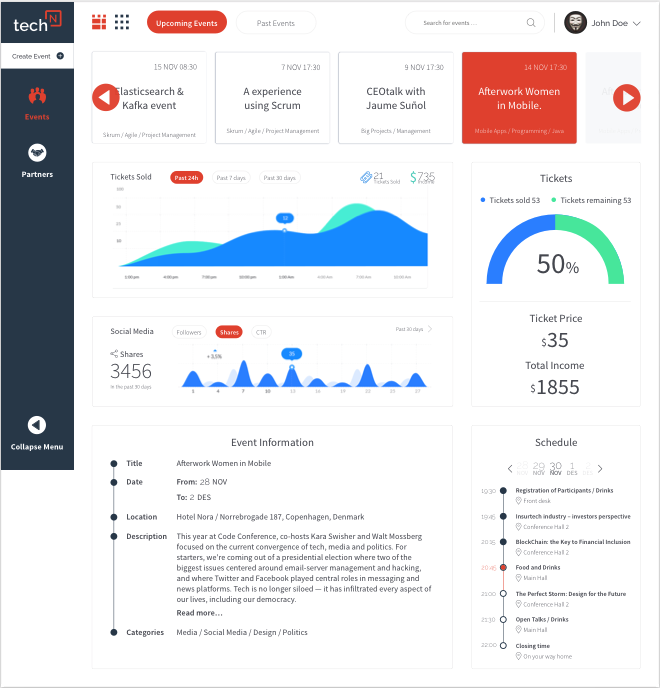 tech N
Upcoming Events
Past Events
Search for events ....
John Doe
Create Event
Events
Partners
Collapse Menu
15 NOV 08:30
Elasticsearch &
Kafka event
Skrum / Agile / Project Management
7 NOV 17:30
A experience
using Scrum
Skrum / Agile / Project Management
9 NOV 17:30
CEOtalk with
Jaume Suñol
Big Projects / Management
14 NOV 17:30
Afterwork Women
in Mobile.
Mobile Apps / Programming / Java
Tickets Sold
Past 24h
Past 7 days
Past 30 days
21
Tickets Sold
$735
Income
Tickets
Tickets sold 53
Tickets remaining 53
50%
Ticket Price
$35
Total Income
$1855
Social Media
Followers
Shares
CTR
Past 30 days
Shares
3456
in the past 30 days
+ 3.5%
1
4
7
10
13
16
19
22
27
Event Information
Title
Afterwork Women in Mobile
Date
From: 28 NOV
To: 2 DES
Location
Hotel Nora / Norrebrogade 187, Copenhagen, Denmark
Description
This year at Code Conference, co-hosts Kara Swisher and Walt Mossberg
focused on the current convergence of tech, media and politics. For
starters, we're coming out of a presidential election where two of the
biggest issues centered around email-server management and hacking,
and where Twitter and Facebook played central roles in messaging and
news platforms. Tech is no longer siloed — it has infiltrated every aspect of
our lives, including our democracy.
Read more...
Categories
Media / Social Media / Design / Politics
Schedule
29 NOV
30 NOV
1 DES
19:30
Registration of Participants / Drinks
Front desk
19:45
Insurtech industry – investors perspective
Conference Hall 2
20:15
BlockChain: the Key to Financial Inclusion
Conference Hall 2
20:45
Food and Drinks
Main Hall
21:00
The Perfect Storm: Design for the Future
Conference Hall 2
21:30
Open Talks / Drinks
Main Hall
22:00
Closing time
On your way home